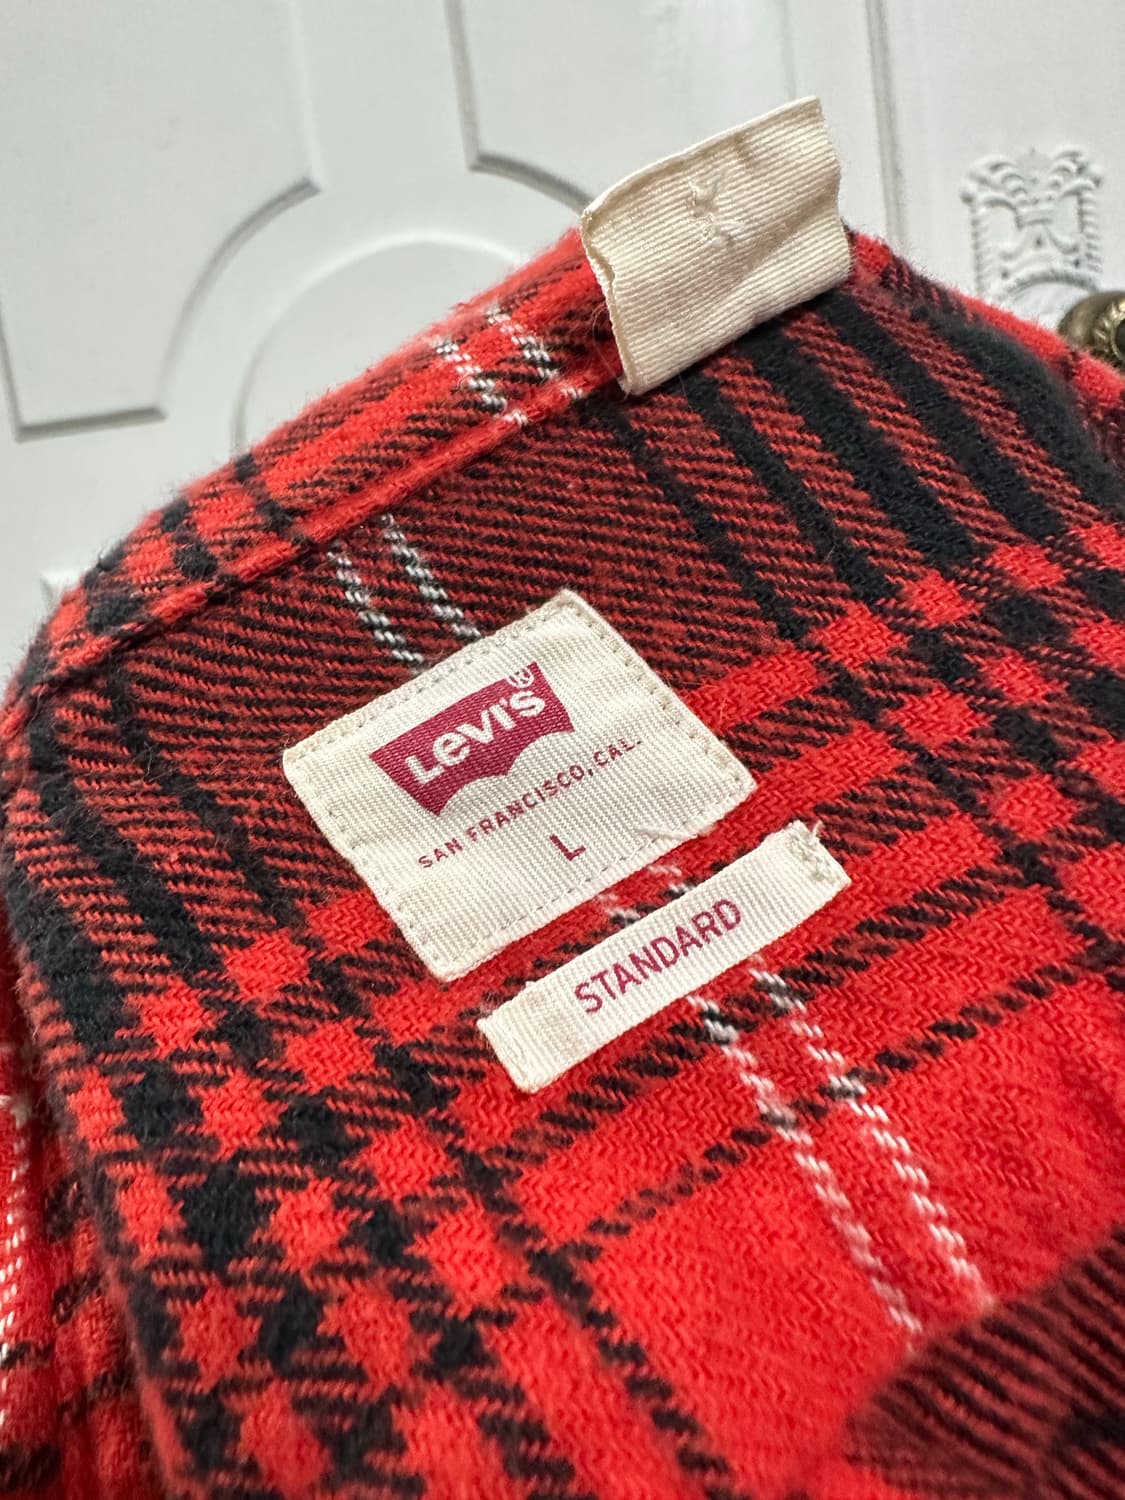 Levi's®
SAN FRANCISCO, CAL.
L
STANDARD